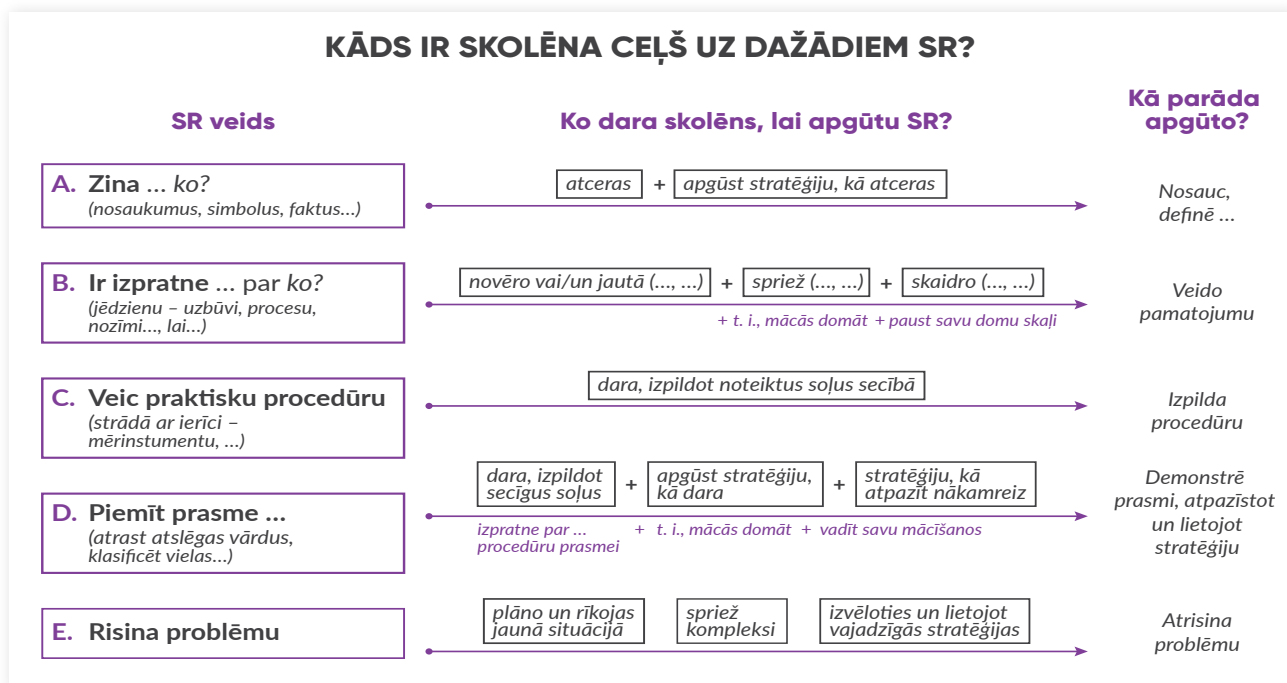 KĀDS IR SKOLĒNA CEĻŠ UZ DAŽĀDIEM SR?
SR veids
Ko dara skolēns, lai apgūtu SR?
Kā parāda
apgūto?
A. Zina ... ko?
(nosaukumus, simbolus, faktus...)
atceras + apgūst stratēģiju, kā atceras
Nosauc,
definē ...
B. Ir izpratne ... par ko?
(jēdzienu – uzbūvi, procesu,
nozīmi..., lai...)
novēro vai/un jautā (..., ...) + spriež (..., ...) + skaidro (..., ...)
+ t. i., mācās domāt + paust savu domu skaļi
Veido
pamatojumu
C. Veic praktisku procedūru
(strādā ar ierīci –
mērinstumentu, ...)
dara, izpildot noteiktus soļus secībā
Izpilda
procedūru
D. Piemīt prasme ...
(atrast atslēgas vārdus,
klasificēt vielas...)
dara, izpildot
secīgus soļus
+
apgūst stratēģiju,
kā dara
+
stratēģiju, kā
atpazīt nākamreiz
izpratne par ... + t. i., mācās domāt + vadīt savu mācīšanos
procedūru prasmei
Demonstrē
prasmi, atpazīstot
un lietojot
stratēģiju
E. Risina problēmu
plāno un rīkojas
jaunā situācijā
spriež
kompleksi
izvēloties un lietojot
vajadzīgās stratēģijas
Atrisina
problēmu